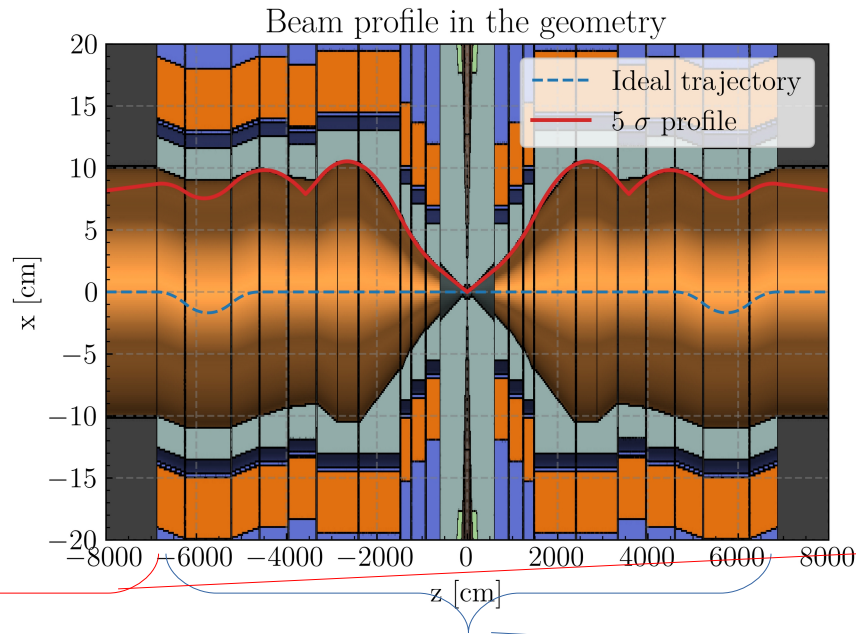 Beam profile in the geometry
Ideal trajectory
5 σ profile
20
15
10
5
0
−5
−10
−15
−20
x [cm]
−8000 −6000 −4000 −2000 0 2000 4000 6000 8000
z [cm]